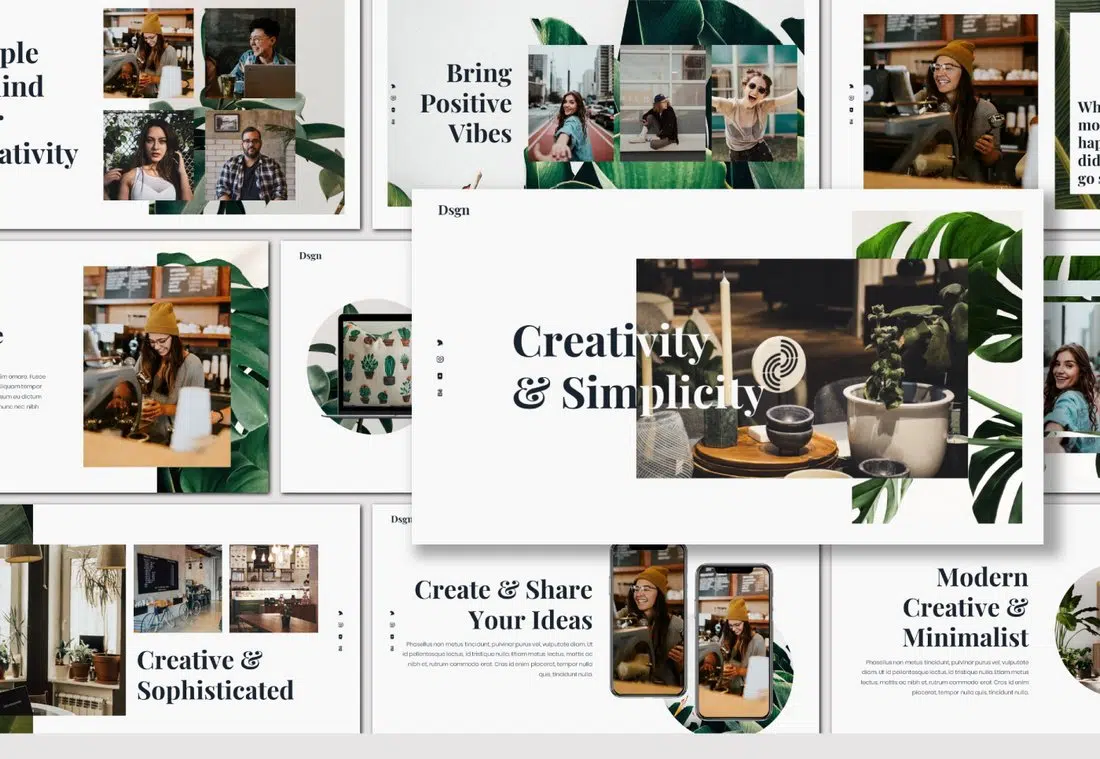 ple
ind
ativity
Bring
Positive
Vibes
Wh
mo
hap
did
go s
Dsgn
Creativity
& Simplicity
Dsgn
e
Creative &
Sophisticated
Dsgn
Create & Share
Your Ideas
Phasellus non metus tincidunt, pulvinar purus vel, vulputate diam. Ut
id pellentesque lectus, id tristique nulla. Etiam metus lectus, mattis ac
nibh et, rutrum commodo erat. Cras id enim placerat, tempor nulla
quis, tincidunt nulla.
Modern
Creative &
Minimalist
Phasellus non metus tincidunt, pulvinar purus vel, vulputate
diam. Ut id pellentesque lectus, id tristique nulla. Etiam metus
lectus, mattis ac nibh et, rutrum commodo erat. Cras id enim
placerat, tempor nulla quis, tincidunt nulla.